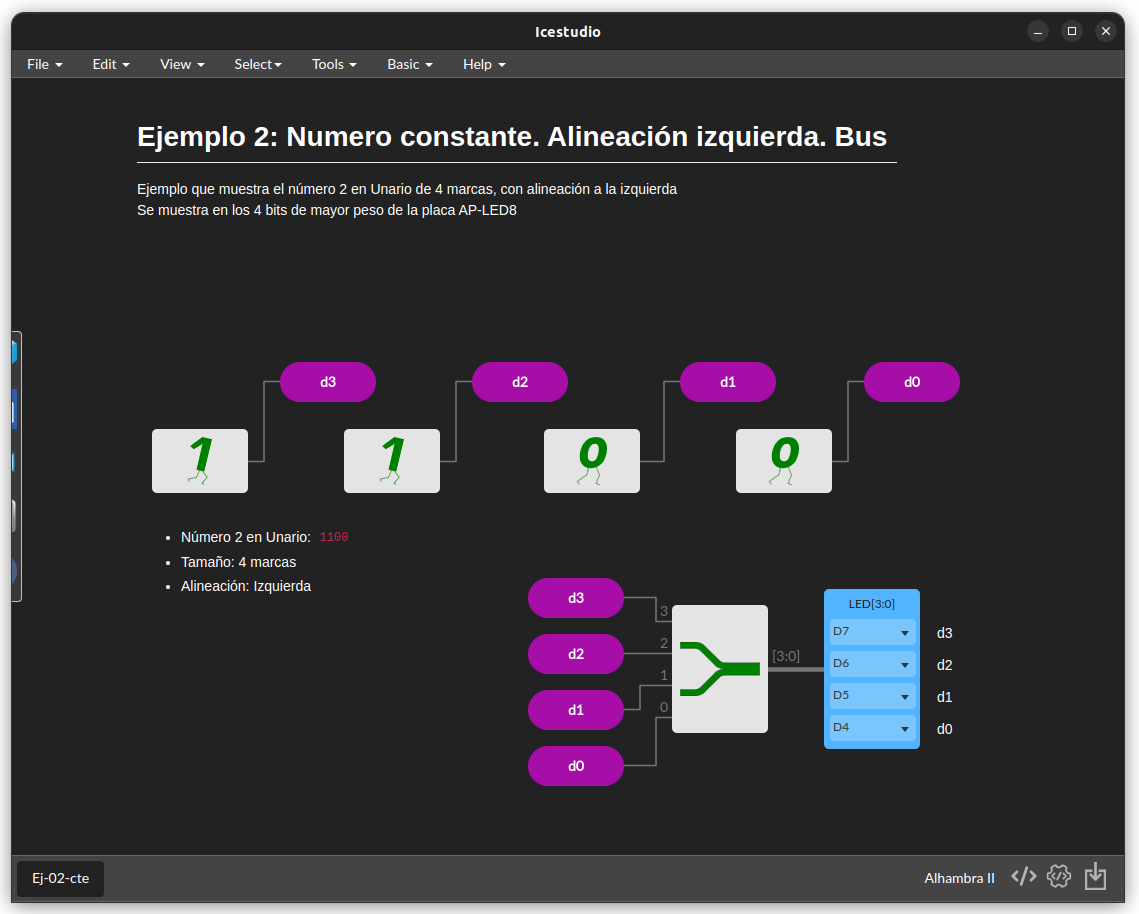 Icestudio
File Edit View Select Tools Basic Help
Ejemplo 2: Numero constante. Alineación izquierda. Bus
Ejemplo que muestra el número 2 en Unario de 4 marcas, con alineación a la izquierda
Se muestra en los 4 bits de mayor peso de la placa AP-LED8
d3 d2 d1 d0
1 1 0 0
Número 2 en Unario: 1100
Tamaño: 4 marcas
Alineación: Izquierda
d3
d2
d1
d0
3
2
1
0
[3:0]
LED[3:0]
D7 d3
D6 d2
D5 d1
D4 d0
Ej-02-cte
Alhambra II